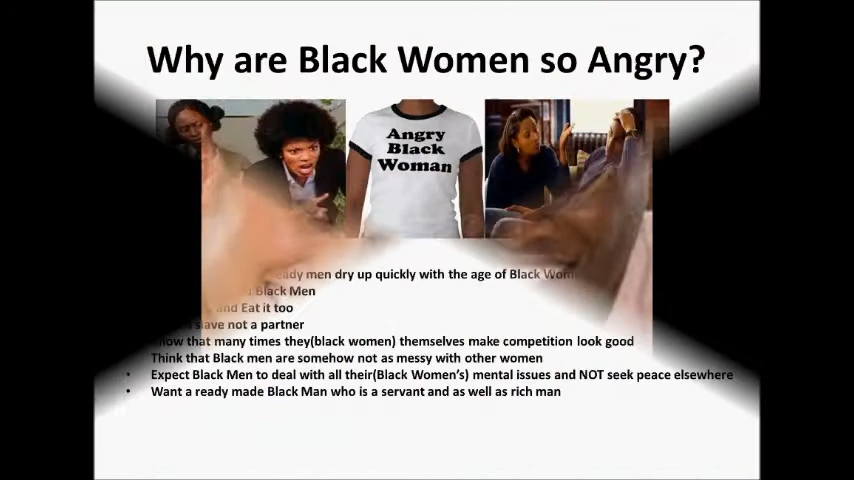 Why are Black Women so Angry?
Angry
Black
Woman
men dry up quickly with the age of Black
Black Men
and Eat it too
slave not a partner
that many times they(black women) themselves make competition look good
Think that Black men are somehow not as messy with other women
• Expect Black Men to deal with all their(Black Women's) mental issues and NOT seek peace elsewhere
• Want a ready made Black Man who is a servant and as well as rich man